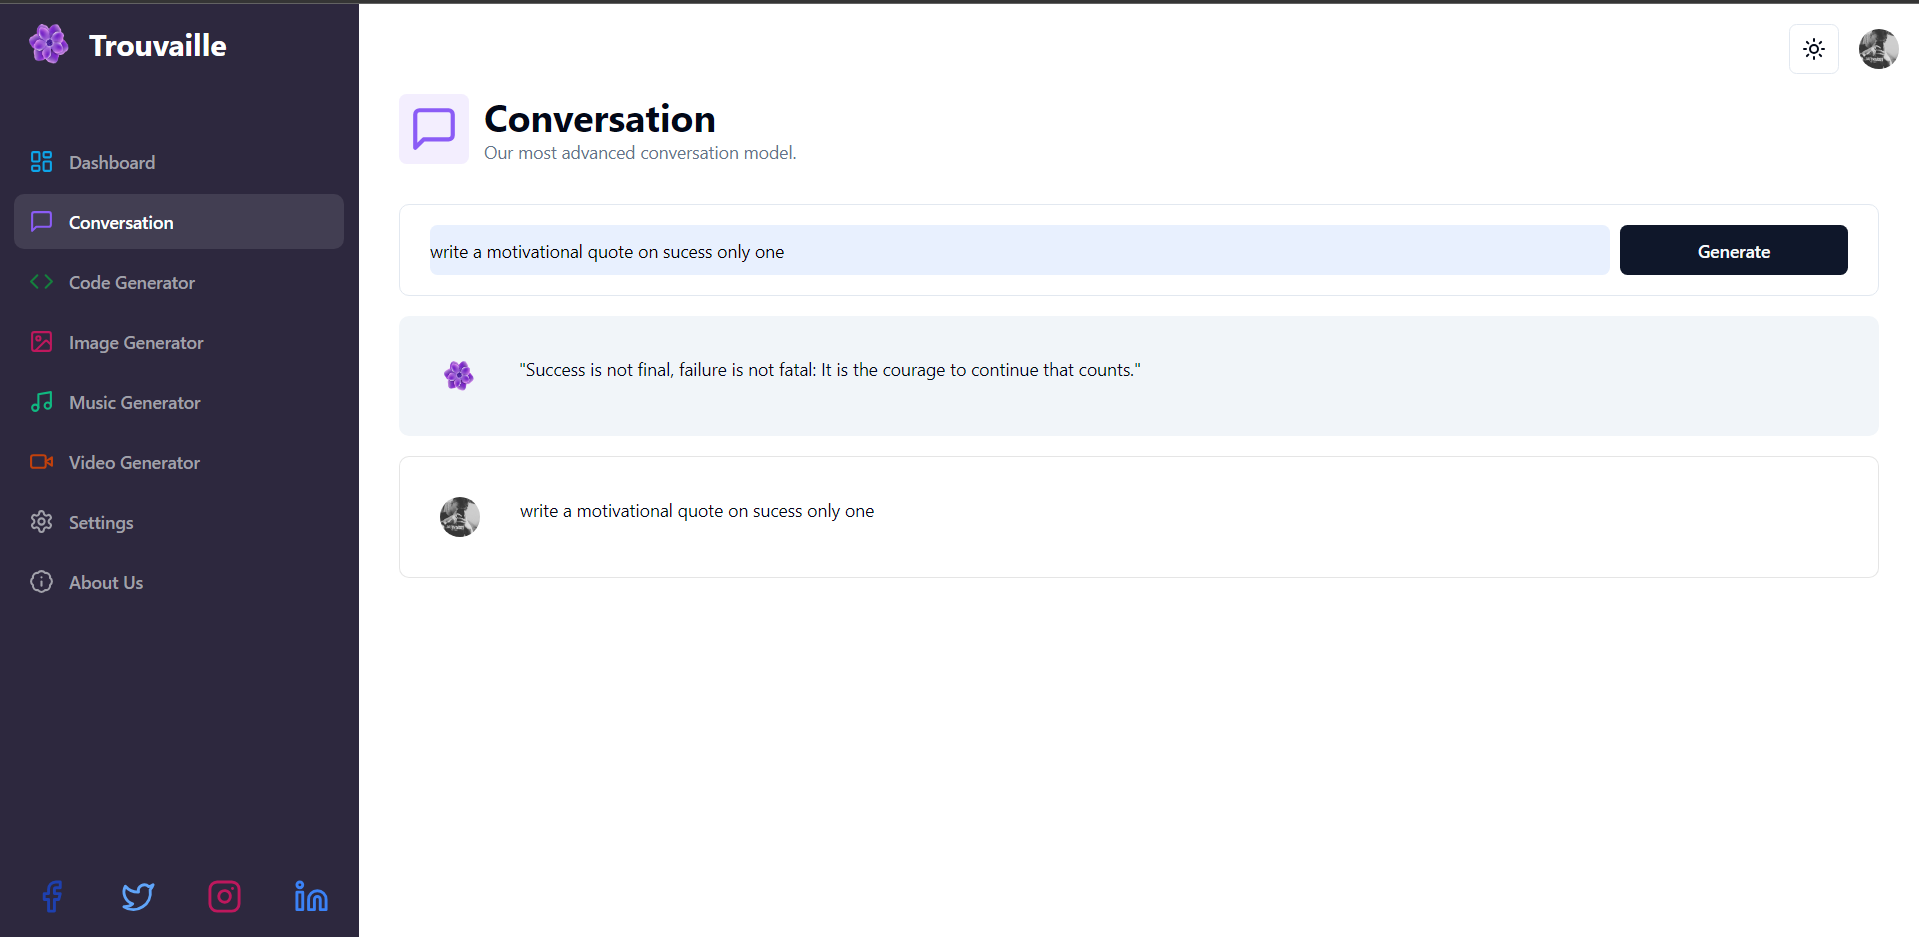 Trouvaille
Dashboard
Conversation
Code Generator
Image Generator
Music Generator
Video Generator
Settings
About Us
Conversation
Our most advanced conversation model.
write a motivational quote on sucess only one
Generate
"Success is not final, failure is not fatal: It is the courage to continue that counts."
write a motivational quote on sucess only one